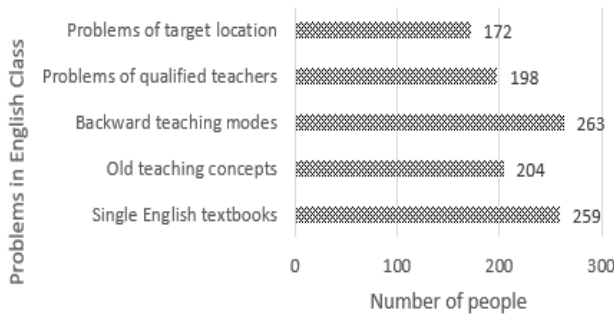 Problems in English Class
Problems of target location 172
Problems of qualified teachers 198
Backward teaching modes 263
Old teaching concepts 204
Single English textbooks 259
0 100 200 300
Number of people